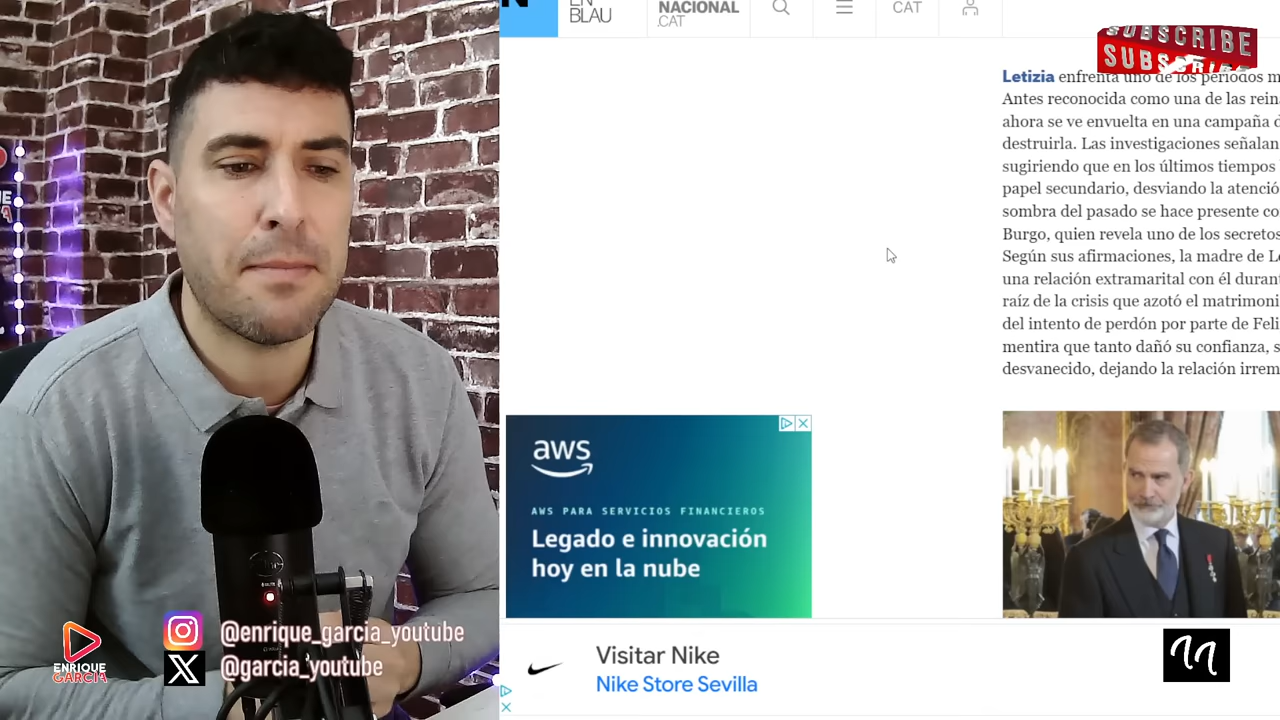 EN
BLAU
NACIONAL
.CAT
CAT
SUBSCRIBE
Letizia enfrenta uno de los períodos m
Antes reconocida como una de las rein
ahora se ve envuelta en una campaña d
destruirla. Las investigaciones señalan
sugiriendo que en los últimos tiempos
papel secundario, desviando la atenció
sombra del pasado se hace presente co
Burgo, quien revela uno de los secretos
Según sus afirmaciones, la madre de Le
una relación extramarital con él durant
raíz de la crisis que azotó el matrimoni
del intento de perdón por parte de Feli
mentira que tanto dañó su confianza, s
desvanecido, dejando la relación irrem
aws
AWS PARA SERVICIOS FINANCIEROS
Legado e innovación
hoy en la nube
Visitar Nike
Nike Store Sevilla
@enrique_garcia_youtube
@garcia_youtube
ENRIQUE
GARCIA